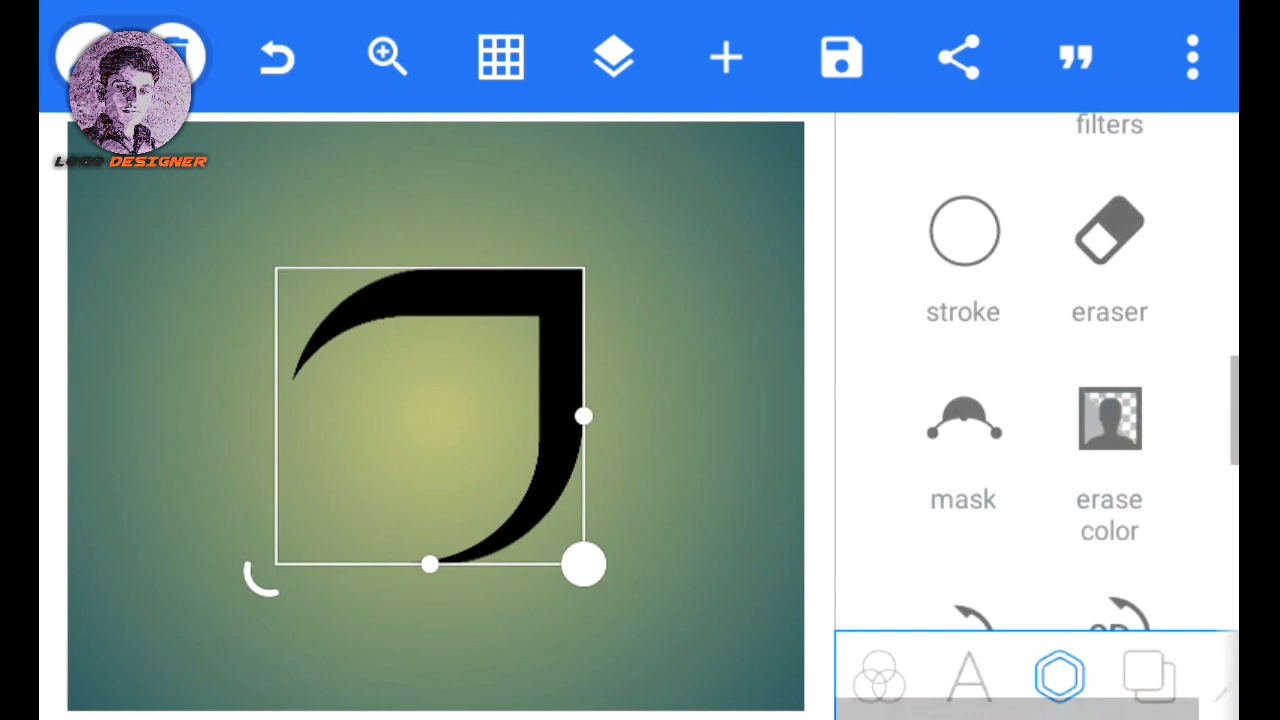 LOGO DESIGNER
filters
stroke
eraser
mask
erase
color